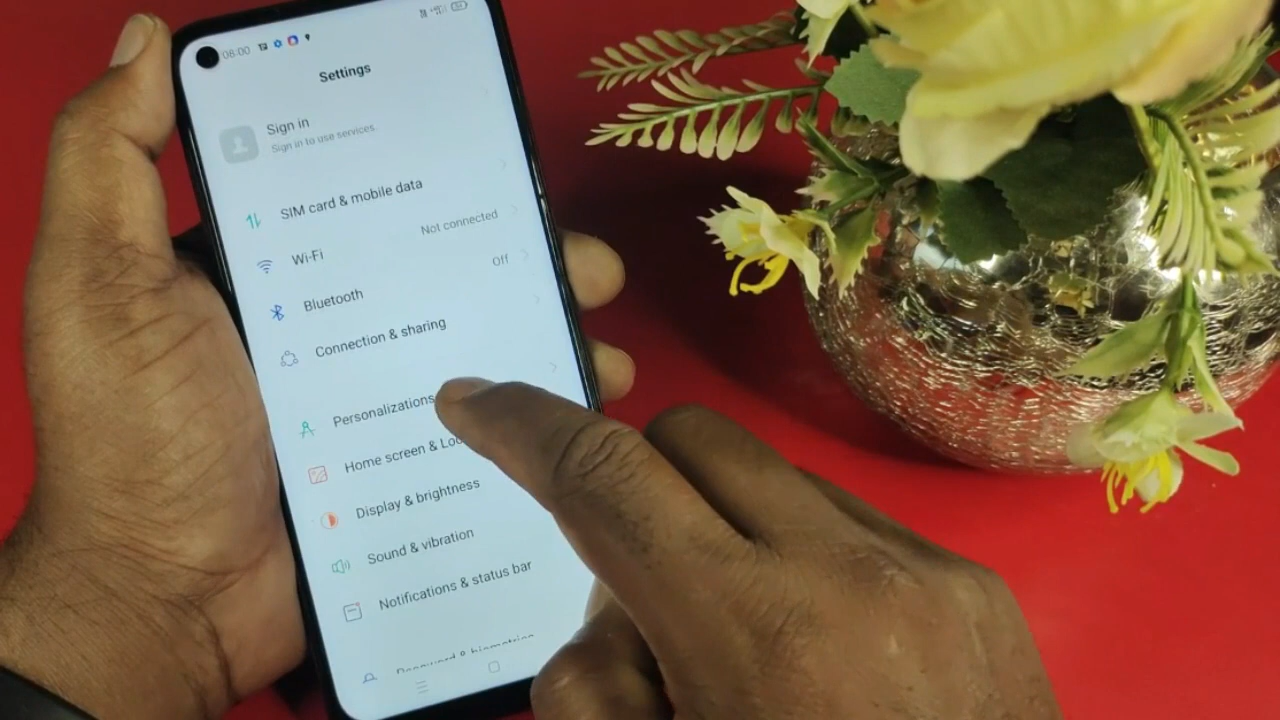 08:00
Settings
Sign in
Sign in to use services.
SIM card & mobile data
Wi-Fi
Not connected
Bluetooth
Off
Connection & sharing
Personalizations
Home screen &
Display & brightness
Sound & vibration
Notifications & status bar